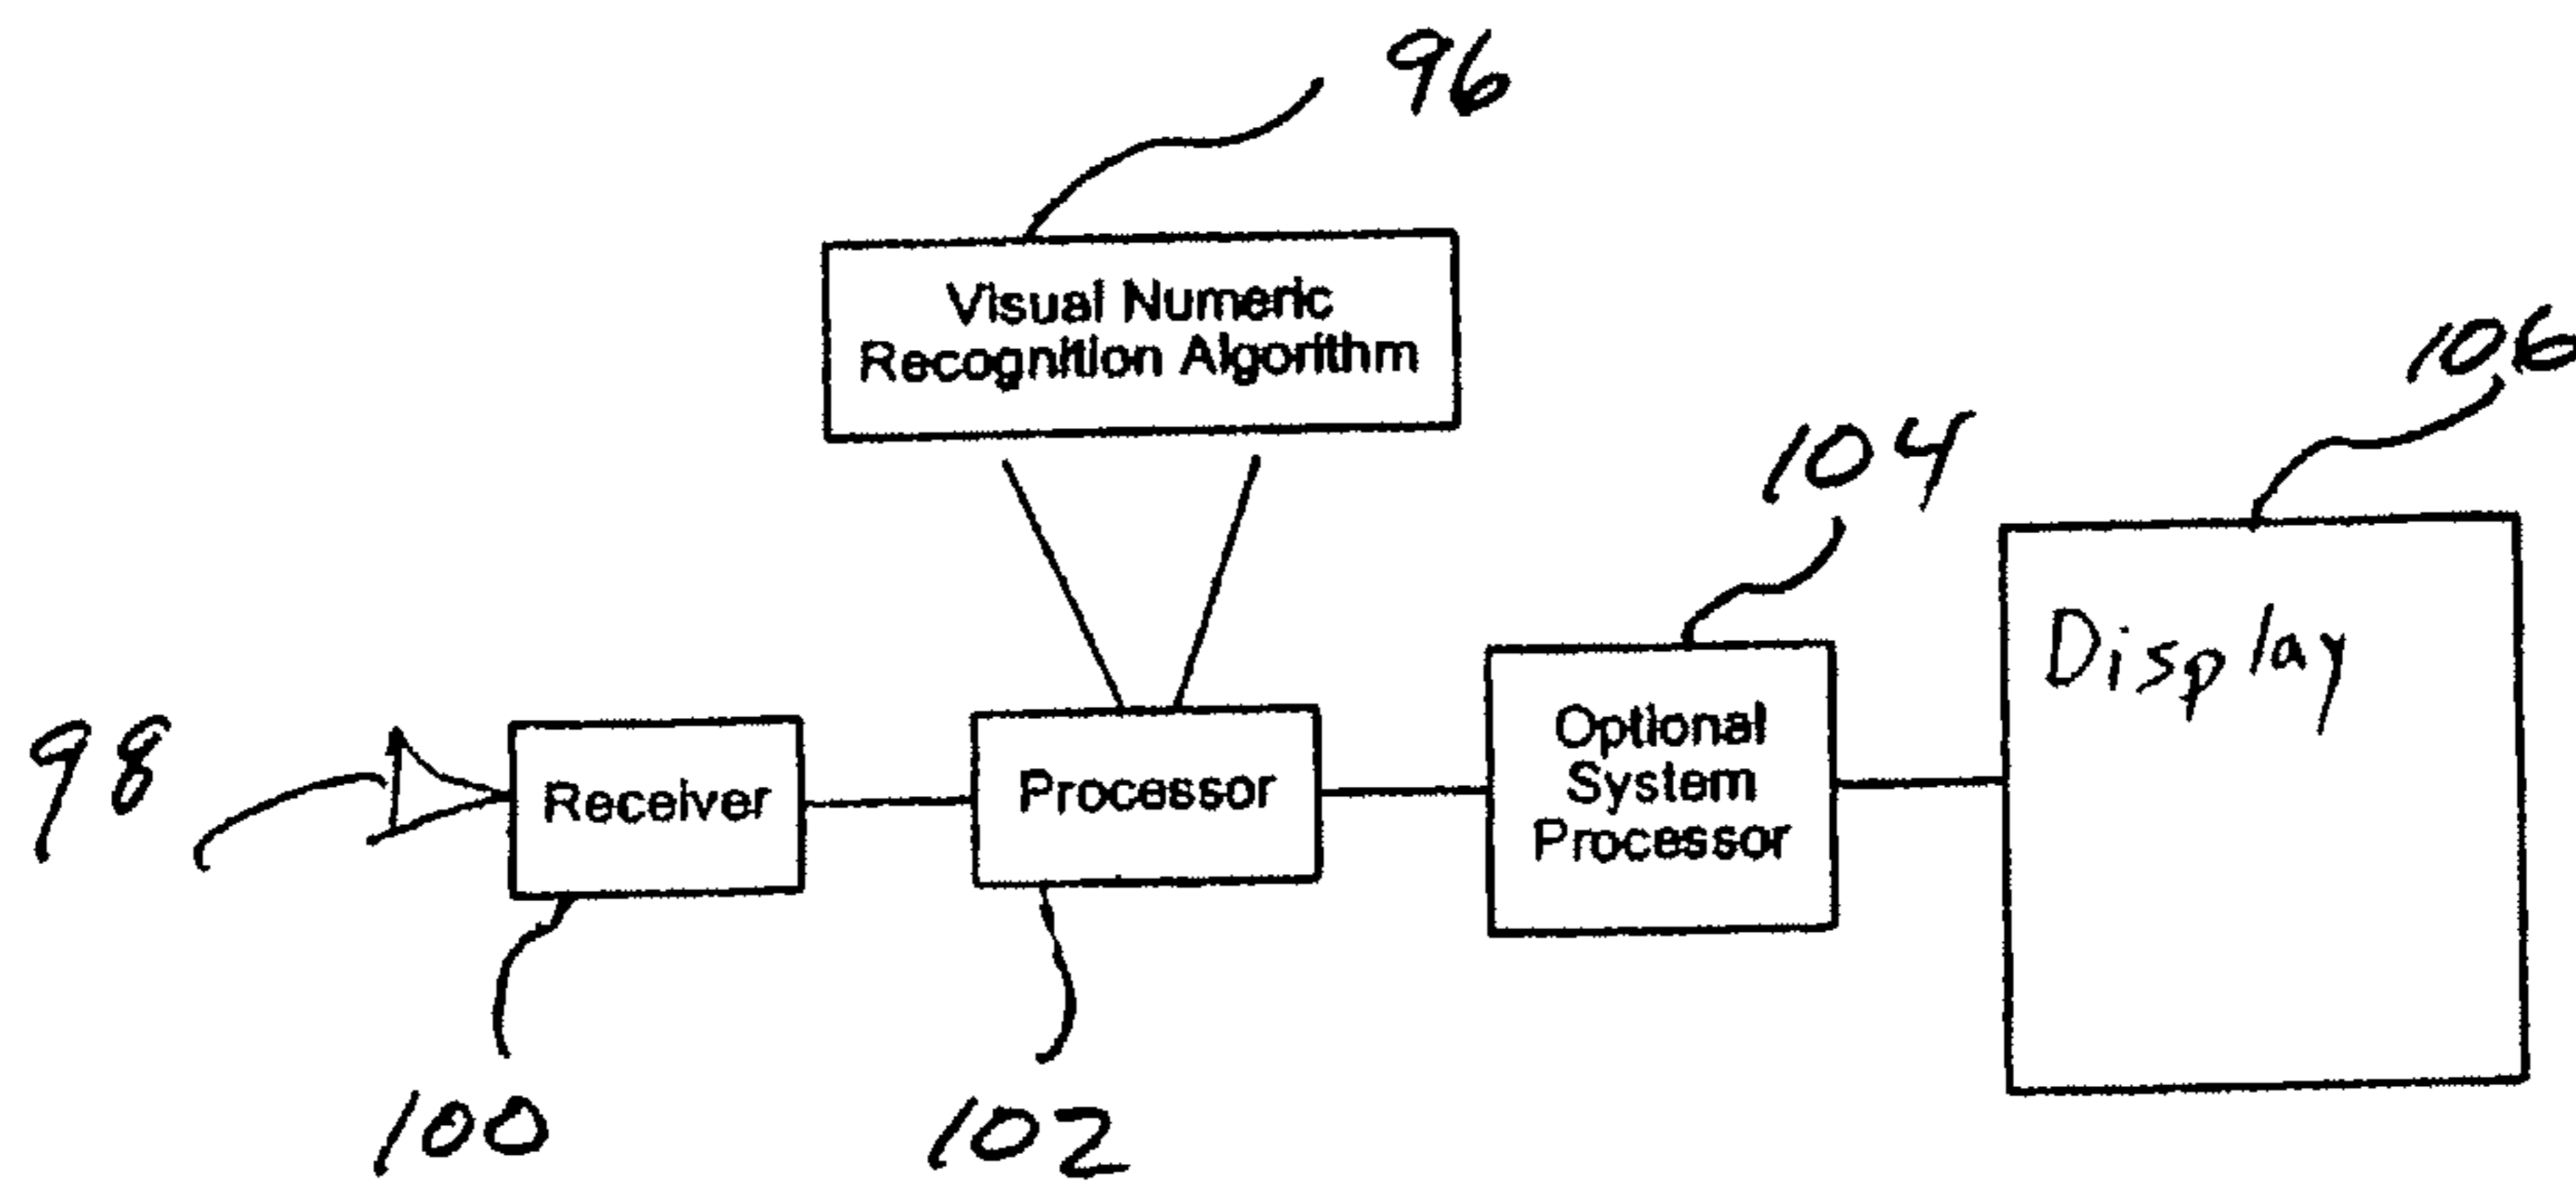 96
Visual Numeric
Recognition Algorithm
106
104
Display
98
Receiver
Processor
Optional
System
Processor
100
102